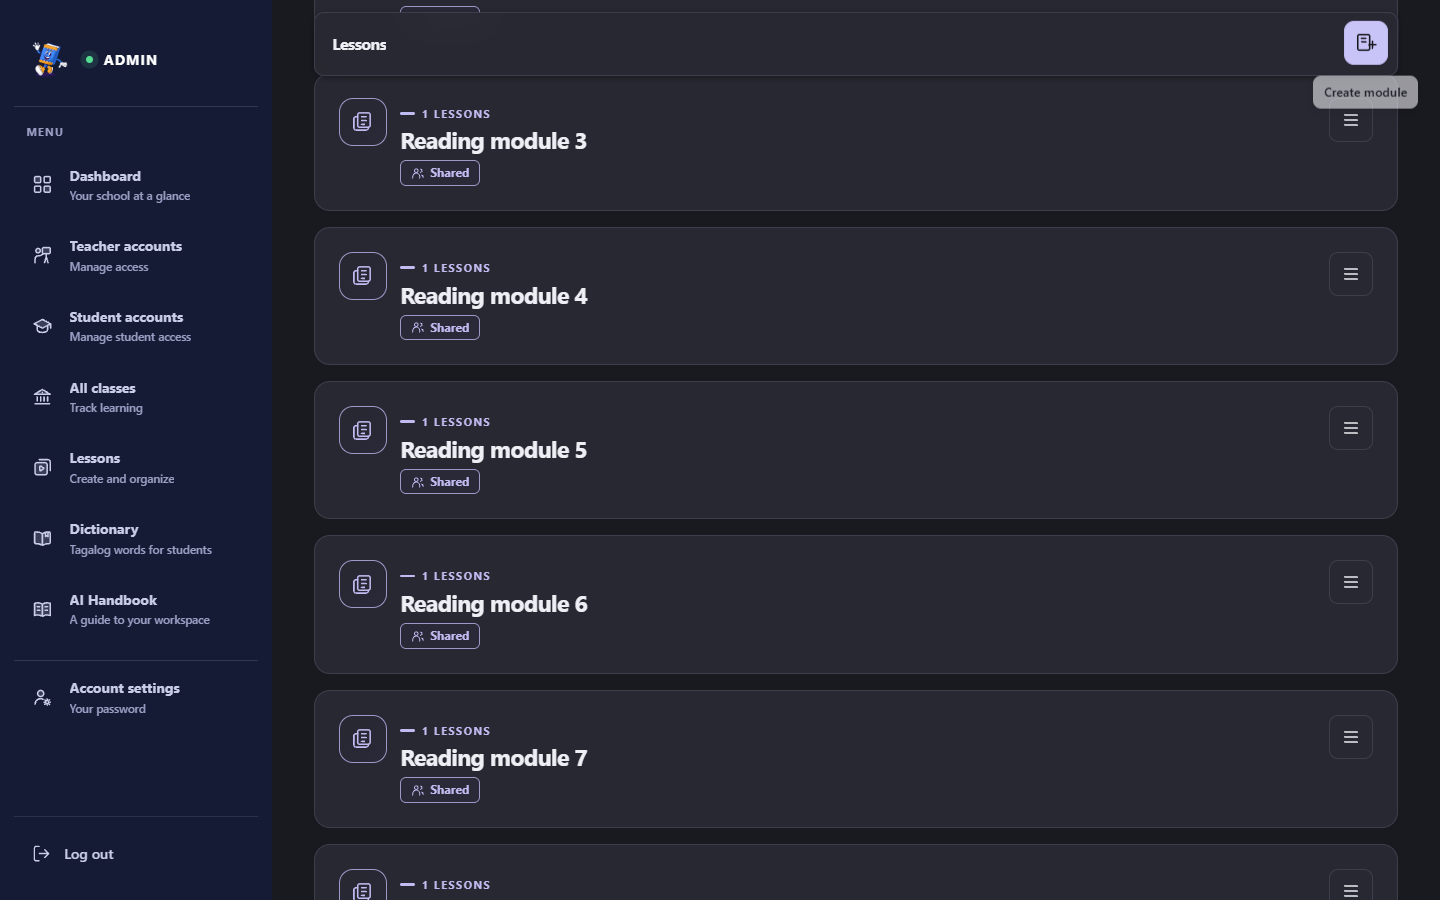 ADMIN
MENU
Dashboard
Your school at a glance
Teacher accounts
Manage access
Student accounts
Manage student access
All classes
Track learning
Lessons
Create and organize
Dictionary
Tagalog words for students
AI Handbook
A guide to your workspace
Account settings
Your password
Log out
Lessons
Create module
1 LESSONS
Reading module 3
Shared
1 LESSONS
Reading module 4
Shared
1 LESSONS
Reading module 5
Shared
1 LESSONS
Reading module 6
Shared
1 LESSONS
Reading module 7
Shared
1 LESSONS